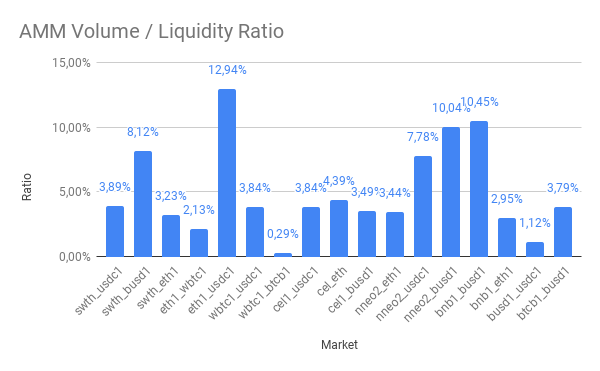 AMM Volume / Liquidity Ratio
15,00%
10,00%
5,00%
0,00%
Ratio
3,89%
8,12%
3,23%
2,13%
12,94%
3,84%
0,29%
3,84%
4,39%
3,49%
3,44%
7,78%
10,04%
10,45%
2,95%
1,12%
3,79%
swth_usdc1
swth_busd1
swth_eth1
eth1_wbtc1
eth1_usdc1
wbtc1_usdc1
wbtc1_btcb1
cel1_usdc1
cel_eth
cel1_busd1
nneo2_eth1
nneo2_usdc1
nneo2_busd1
bnb1_busd1
bnb1_eth1
busd1_usdc1
btcb1_busd1
Market